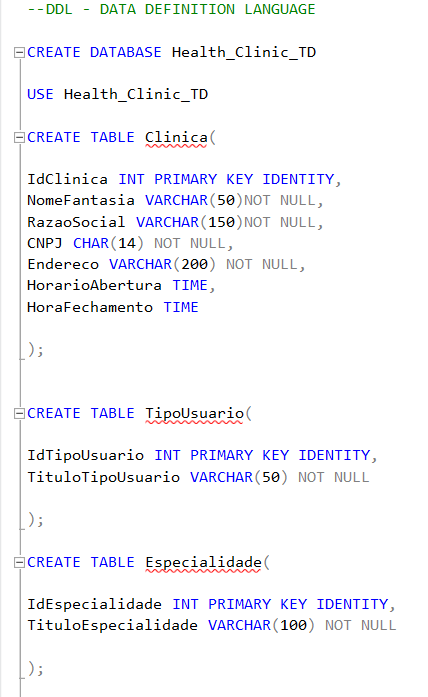 --DDL - DATA DEFINITION LANGUAGE
CREATE DATABASE Health_Clinic_TD
USE Health_Clinic_TD
CREATE TABLE Clinica(
IdClinica INT PRIMARY KEY IDENTITY,
NomeFantasia VARCHAR(50)NOT NULL,
RazaoSocial VARCHAR(150)NOT NULL,
CNPJ CHAR(14) NOT NULL,
Endereco VARCHAR(200) NOT NULL,
HorarioAbertura TIME,
HoraFechamento TIME
);
CREATE TABLE TipoUsuario(
IdTipoUsuario INT PRIMARY KEY IDENTITY,
TituloTipoUsuario VARCHAR(50) NOT NULL
);
CREATE TABLE Especialidade(
IdEspecialidade INT PRIMARY KEY IDENTITY,
TituloEspecialidade VARCHAR(100) NOT NULL
);